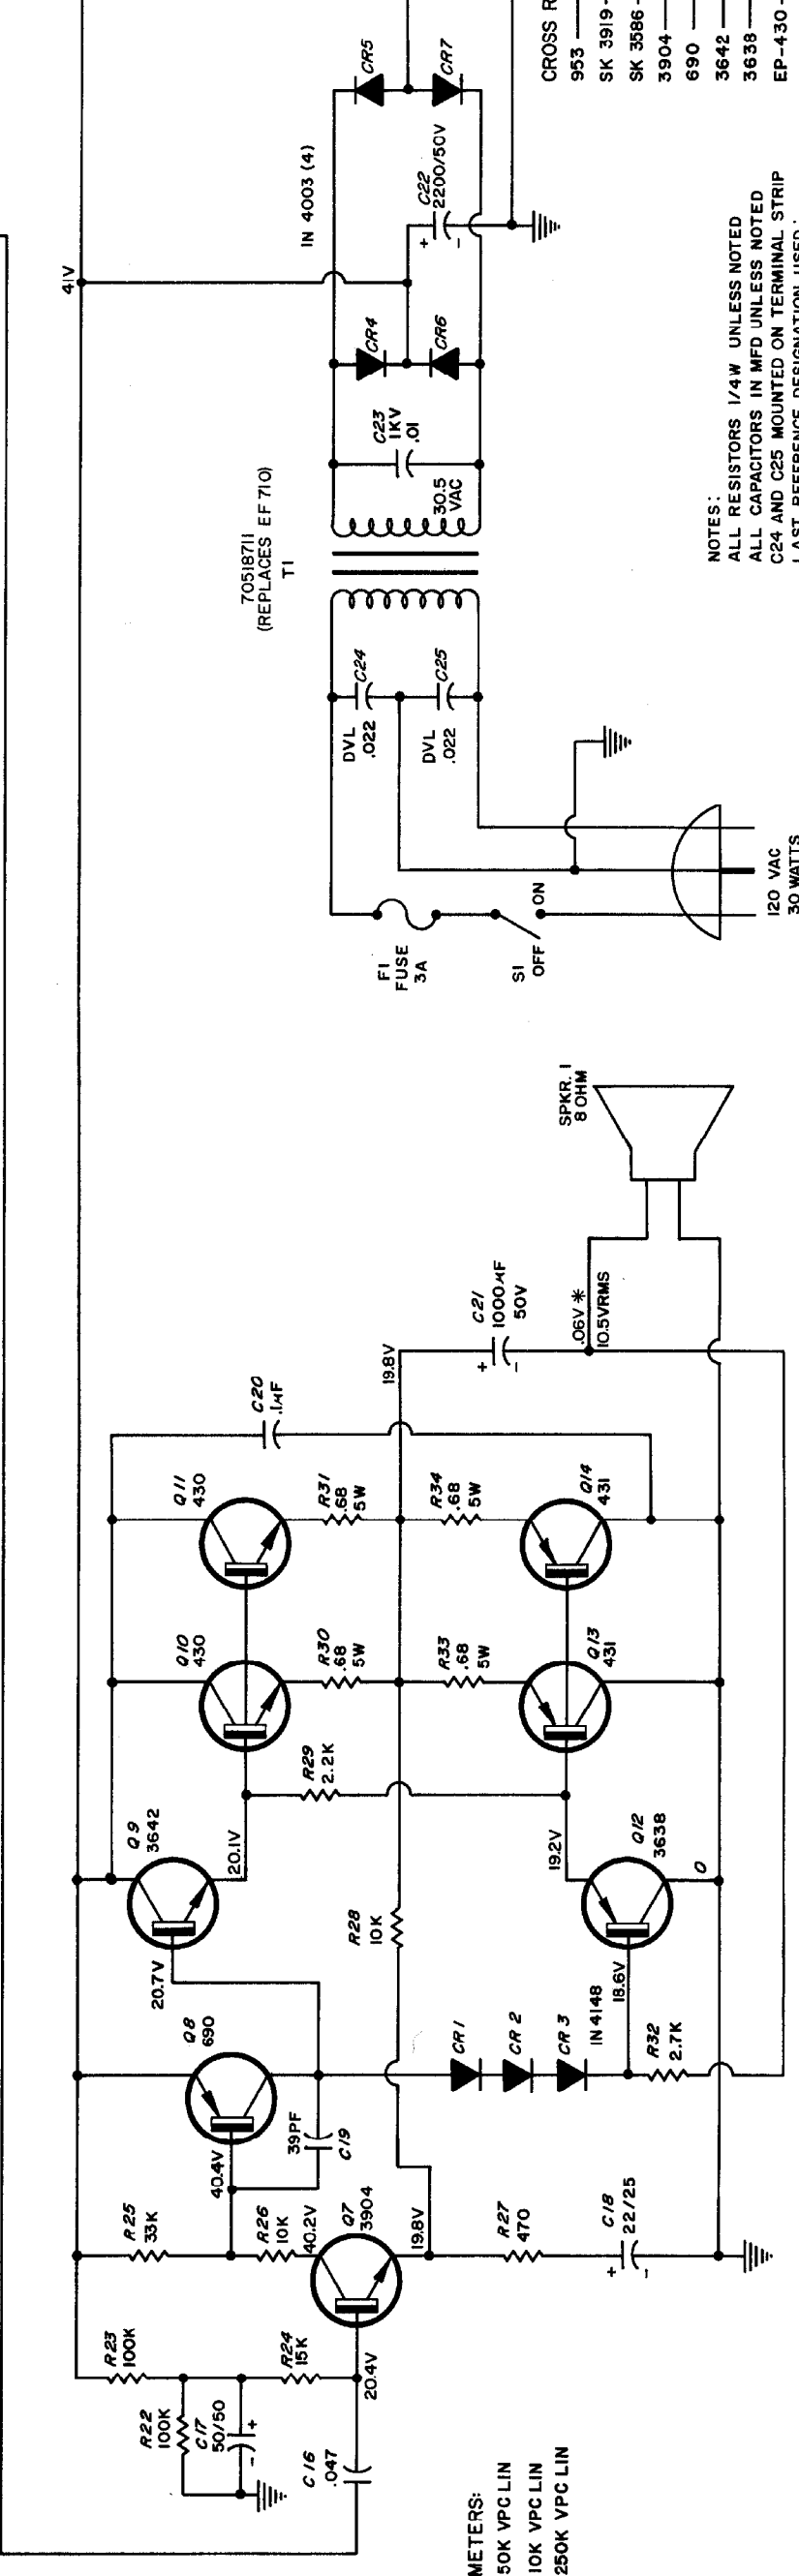 41V
CR5
CR7
IN 4003 (4)
C22
2200/50V
+
-
CR4
CR6
C23
1KV
.01
30.5
VAC
70518711
(REPLACES EF 710)
T1
C24
DVL
.022
C25
DVL
.022
F1
FUSE
3A
S1
OFF
ON
120 VAC
30 WATTS
CROSS R
953
SK 3919
SK 3586
3904
690
3642
3638
EP-430
NOTES:
ALL RESISTORS 1/4W UNLESS NOTED
ALL CAPACITORS IN MFD UNLESS NOTED
C24 AND C25 MOUNTED ON TERMINAL STRIP
LAST REFERENCE DESIGNATION USED:
SPKR. 1
8 OHM
C21
1000MF
50V
+
-
.06V *
10.5VRMS
19.8V
C20
.1MF
Q11
430
R31
.68
5W
R34
.68
5W
Q14
431
Q10
430
R30
.68
5W
R33
.68
5W
Q13
431
R29
2.2K
Q9
3642
20.1V
19.2V
Q12
3638
0
20.7V
R28
10K
18.6V
Q8
690
CR1
CR 2
CR 3
IN4148
R32
2.7K
40.4V
39PF
C19
R25
33K
R26
10K
40.2V
Q7
3904
19.8V
R27
470
C18
22/25
+
-
R23
100K
R24
15K
20.4V
R22
100K
C17
50/50
-
+
C16
.047
METERS:
50K VPC LIN
10K VPC LIN
250K VPC LIN